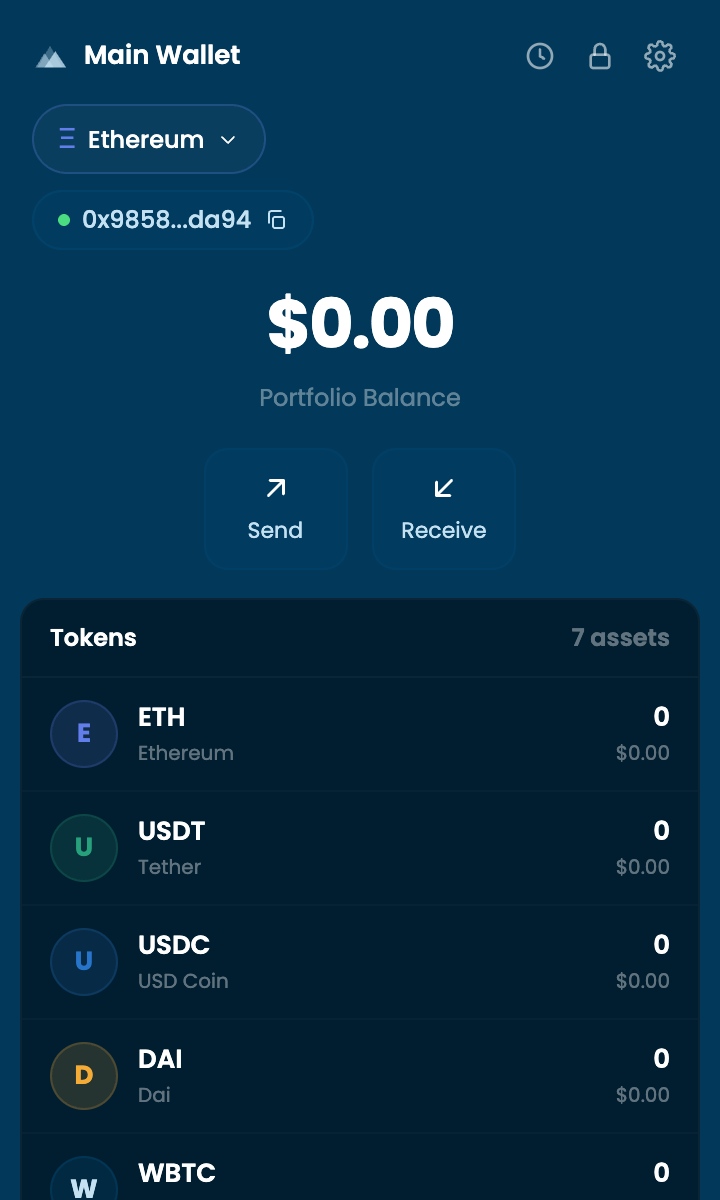 Main Wallet
Ξ Ethereum
0x9858...da94
$0.00
Portfolio Balance
Send Receive
Tokens 7 assets
E ETH 0
Ethereum $0.00
U USDT 0
Tether $0.00
U USDC 0
USD Coin $0.00
D DAI 0
Dai $0.00
W WBTC 0